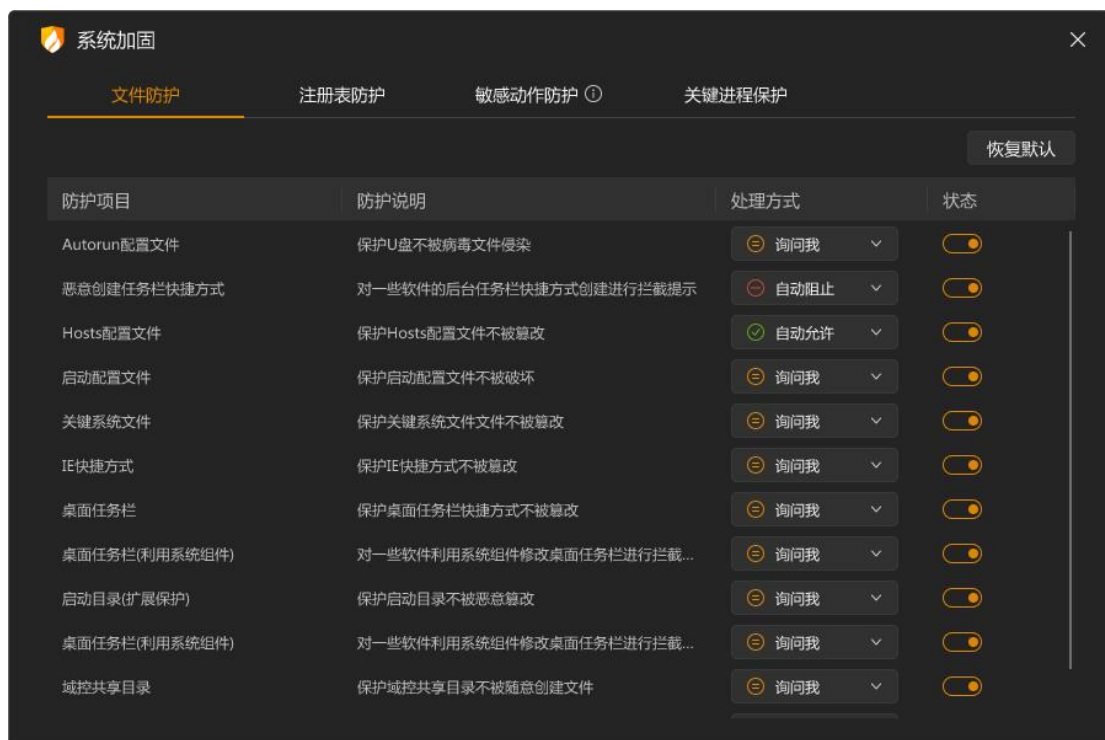 系统加固
文件防护 注册表防护 敏感动作防护 关键进程保护
恢复默认
防护项目 防护说明 处理方式 状态
Autorun配置文件 保护U盘不被病毒文件侵染 询问我
恶意创建任务栏快捷方式 对一些软件的后台任务栏快捷方式创建进行拦截提示 自动阻止
Hosts配置文件 保护Hosts配置文件不被篡改 自动允许
启动配置文件 保护启动配置文件不被破坏 询问我
关键系统文件 保护关键系统文件文件不被篡改 询问我
IE快捷方式 保护IE快捷方式不被篡改 询问我
桌面任务栏 保护桌面任务栏快捷方式不被篡改 询问我
桌面任务栏(利用系统组件) 对一些软件利用系统组件修改桌面任务栏进行拦截... 询问我
启动目录(扩展保护) 保护启动目录不被恶意篡改 询问我
桌面任务栏(利用系统组件) 对一些软件利用系统组件修改桌面任务栏进行拦截... 询问我
域控共享目录 保护域控共享目录不被随意创建文件 询问我